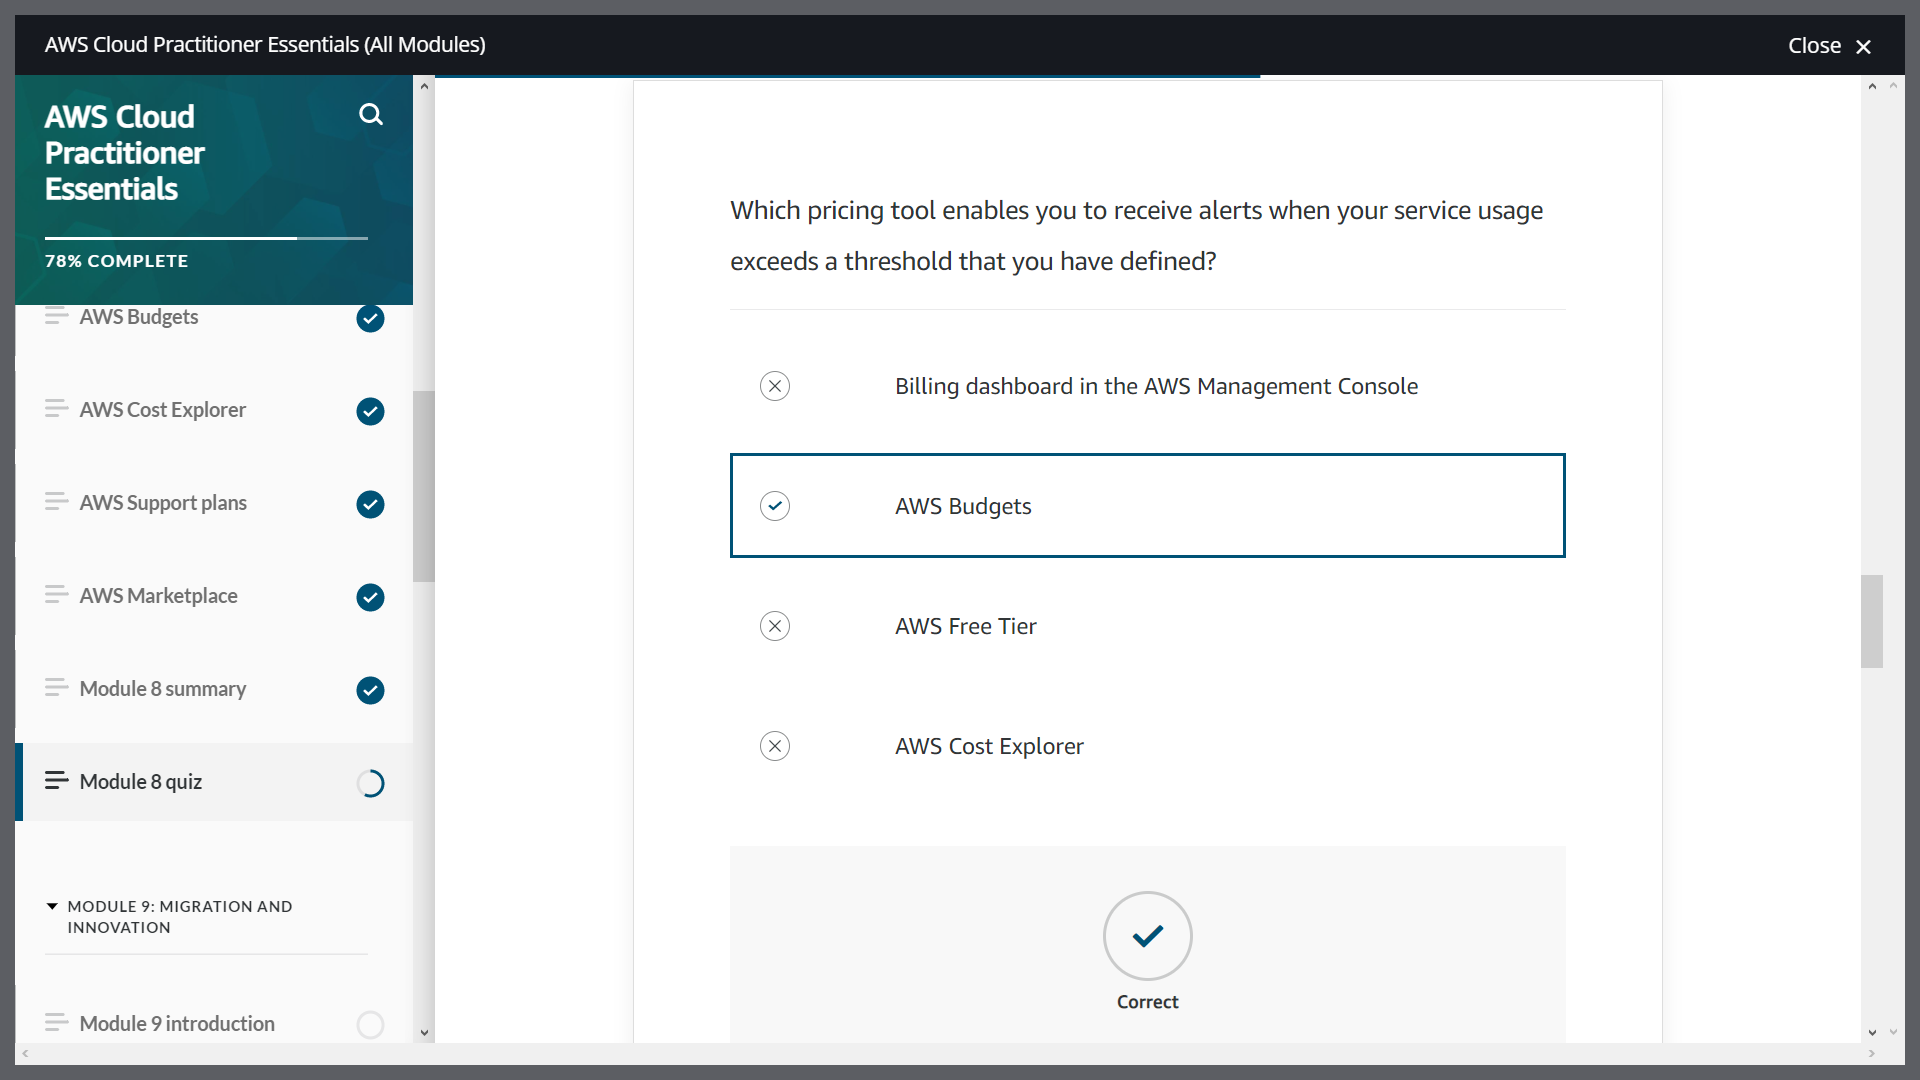 AWS Cloud Practitioner Essentials (All Modules)
Close
AWS Cloud
Practitioner
Essentials
78% COMPLETE
AWS Budgets
AWS Cost Explorer
AWS Support plans
AWS Marketplace
Module 8 summary
Module 8 quiz
MODULE 9: MIGRATION AND
INNOVATION
Module 9 introduction
Which pricing tool enables you to receive alerts when your service usage
exceeds a threshold that you have defined?
Billing dashboard in the AWS Management Console
AWS Budgets
AWS Free Tier
AWS Cost Explorer
Correct